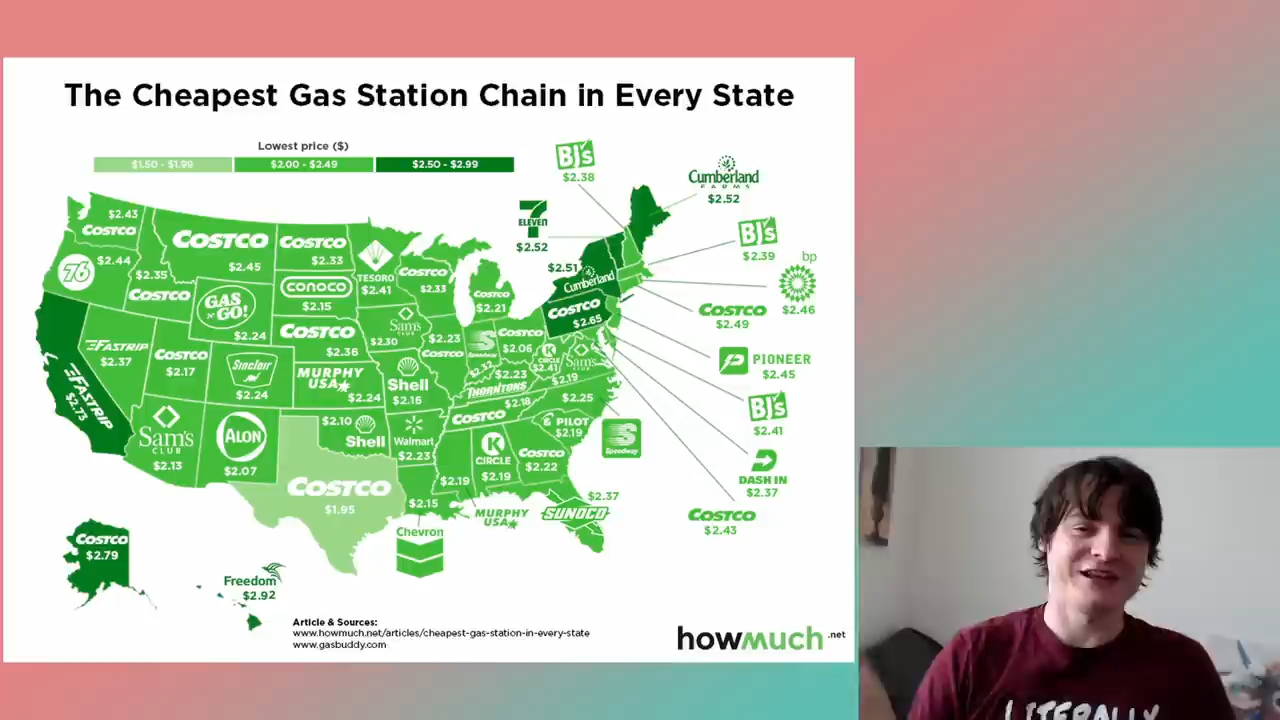 The Cheapest Gas Station Chain in Every State
Lowest price ($)
$1.50 - $1.99
$2.00 - $2.49
$2.50 - $2.99
BJ's
$2.38
Cumberland
FARMS
$2.52
7
ELEVEN
$2.52
BJ's
$2.39
bp
$2.46
$2.51
Cumberland
COSTCO
$2.49
COSTCO
$2.65
PIONEER
$2.45
BJ's
$2.41
DASH IN
$2.37
COSTCO
$2.43
$2.43
COSTCO
76
$2.44
$2.35
COSTCO
COSTCO
$2.45
COSTCO
$2.33
TESORO
$2.41
COSTCO
$2.33
COSTCO
$2.21
GAS N GO!
$2.24
CONOCO
$2.15
Sam's
CLUB
$2.30
$2.23
COSTCO
Speedway
$2.32
COSTCO
$2.06
FASTRIP
$2.37
FASTRIP
$2.73
COSTCO
$2.17
Sinclair
$2.24
COSTCO
$2.36
MURPHY
USA
$2.24
Shell
$2.16
$2.23
THORNTONS
CIRCLE K
$2.41
Sam's
CLUB
$2.19
$2.25
Speedway
Sam's
CLUB
$2.13
ALON
$2.07
$2.10
Shell
Walmart
$2.23
$2.18
COSTCO
PILOT
$2.19
COSTCO
$1.95
$2.15
Chevron
$2.19
MURPHY
USA
K
CIRCLE
$2.19
COSTCO
$2.22
$2.37
SUNOCO
COSTCO
$2.79
Freedom
$2.92
Article & Sources:
www.howmuch.net/articles/cheapest-gas-station-in-every-state
www.gasbuddy.com
howmuch.net
LITERALLY